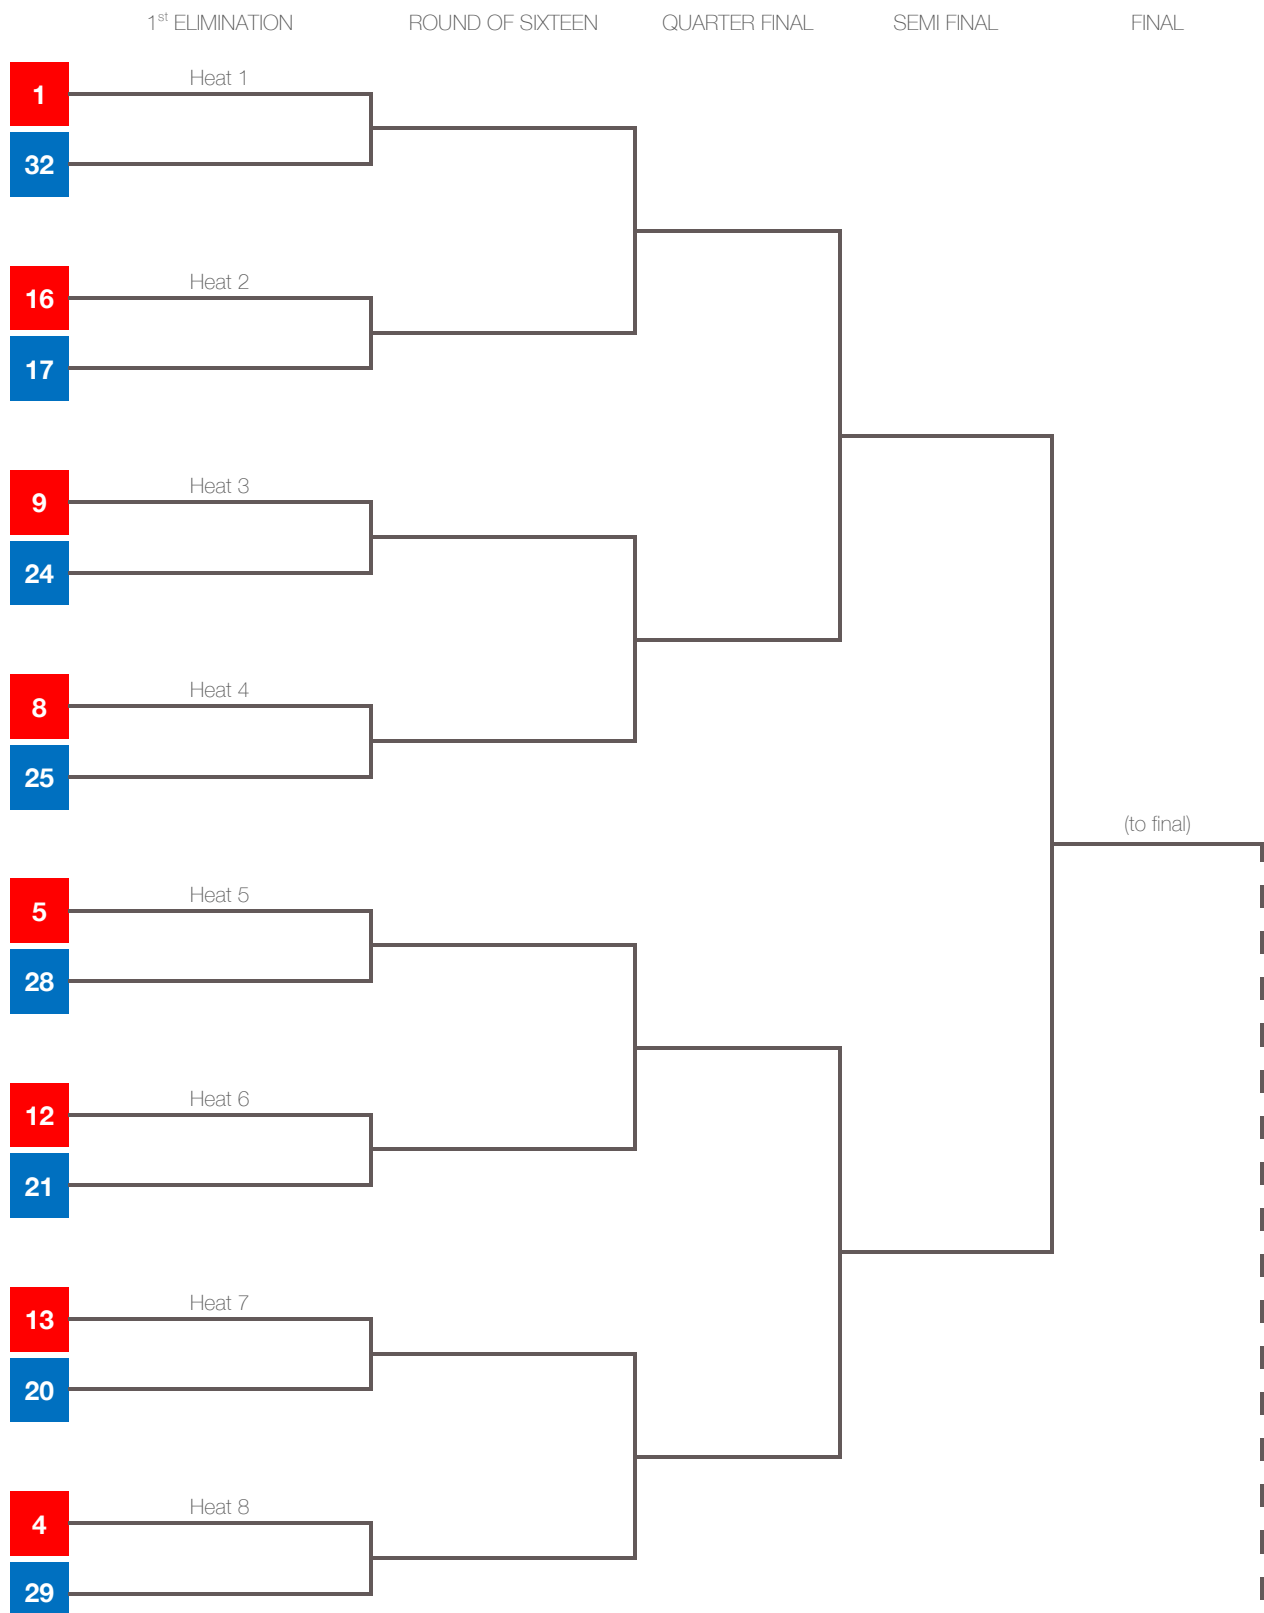 1st ELIMINATION ROUND OF SIXTEEN QUARTER FINAL SEMI FINAL FINAL
Heat 1
1
32
Heat 2
16
17
Heat 3
9
24
Heat 4
8
25
(to final)
Heat 5
5
28
Heat 6
12
21
Heat 7
13
20
Heat 8
4
29